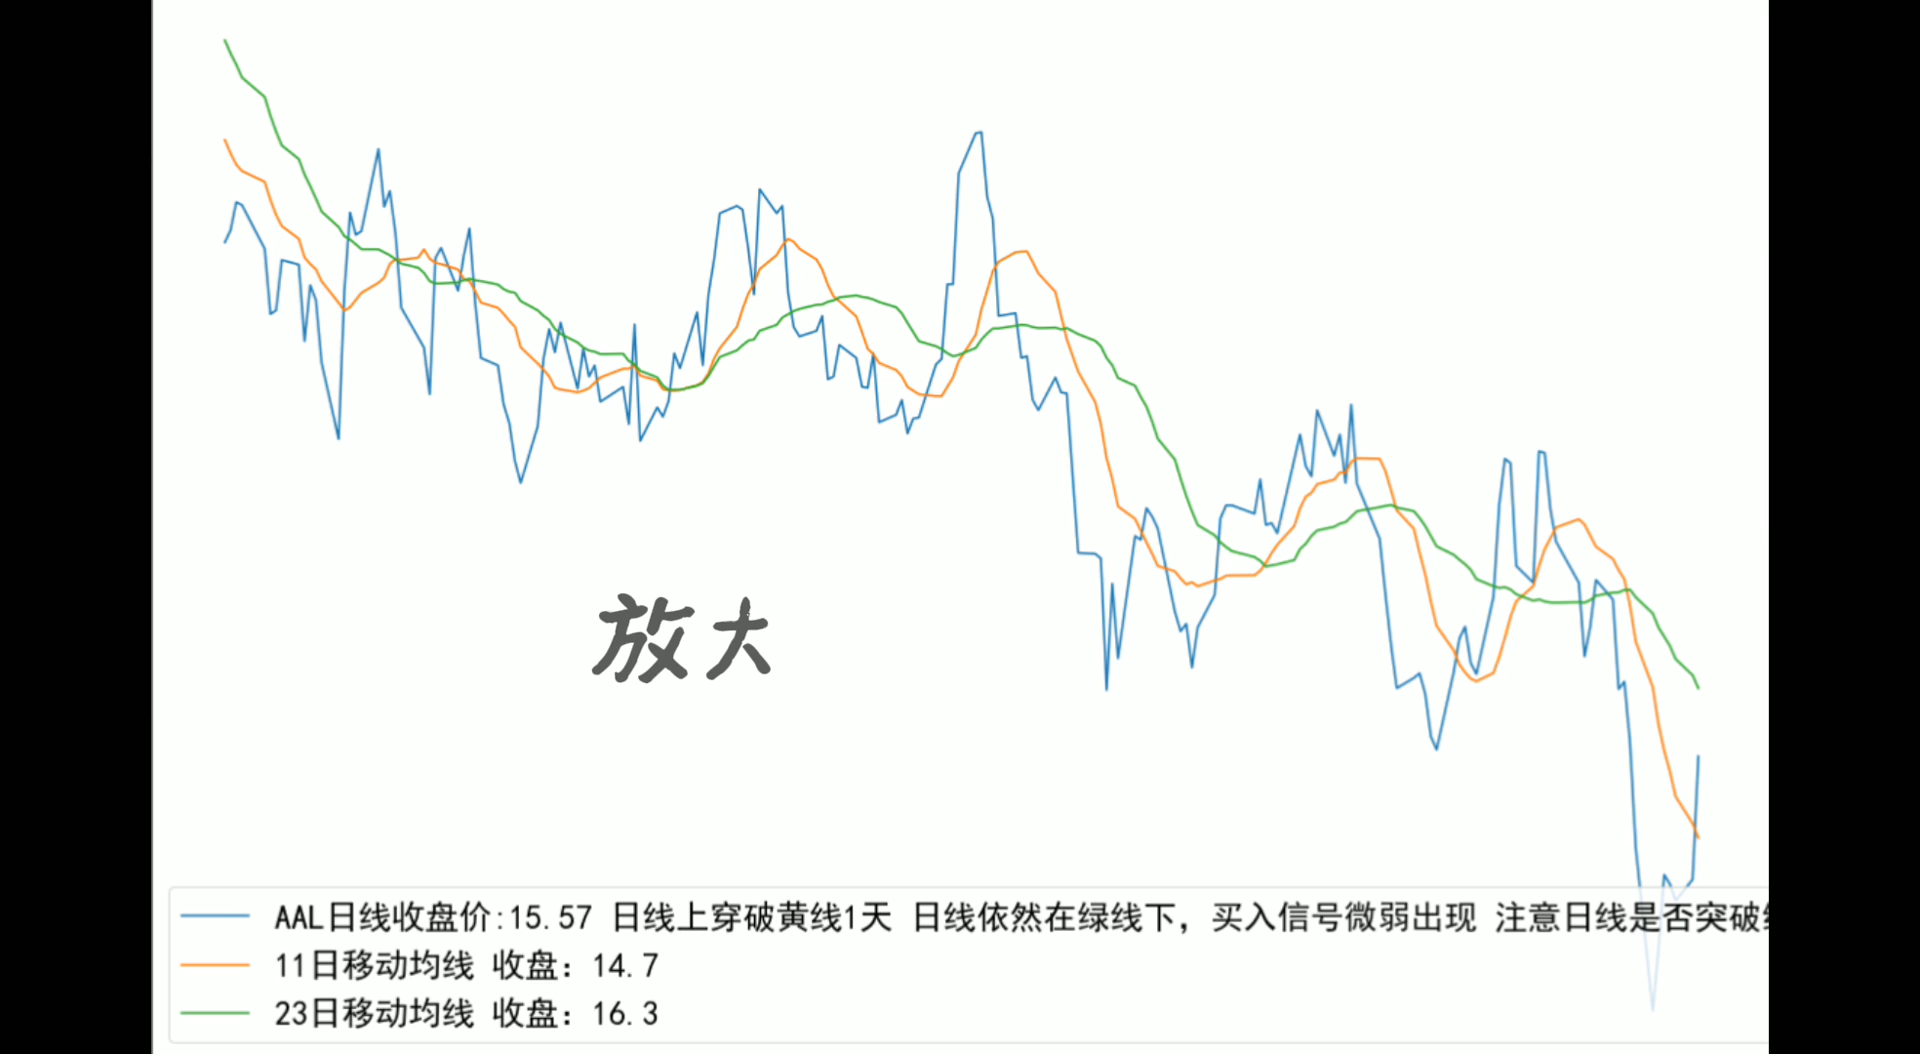 放大
AAL日线收盘价:15.57 日线上穿破黄线1天 日线依然在绿线下，买入信号微弱出现 注意日线是否突破
11日移动均线 收盘：14.7
23日移动均线 收盘：16.3